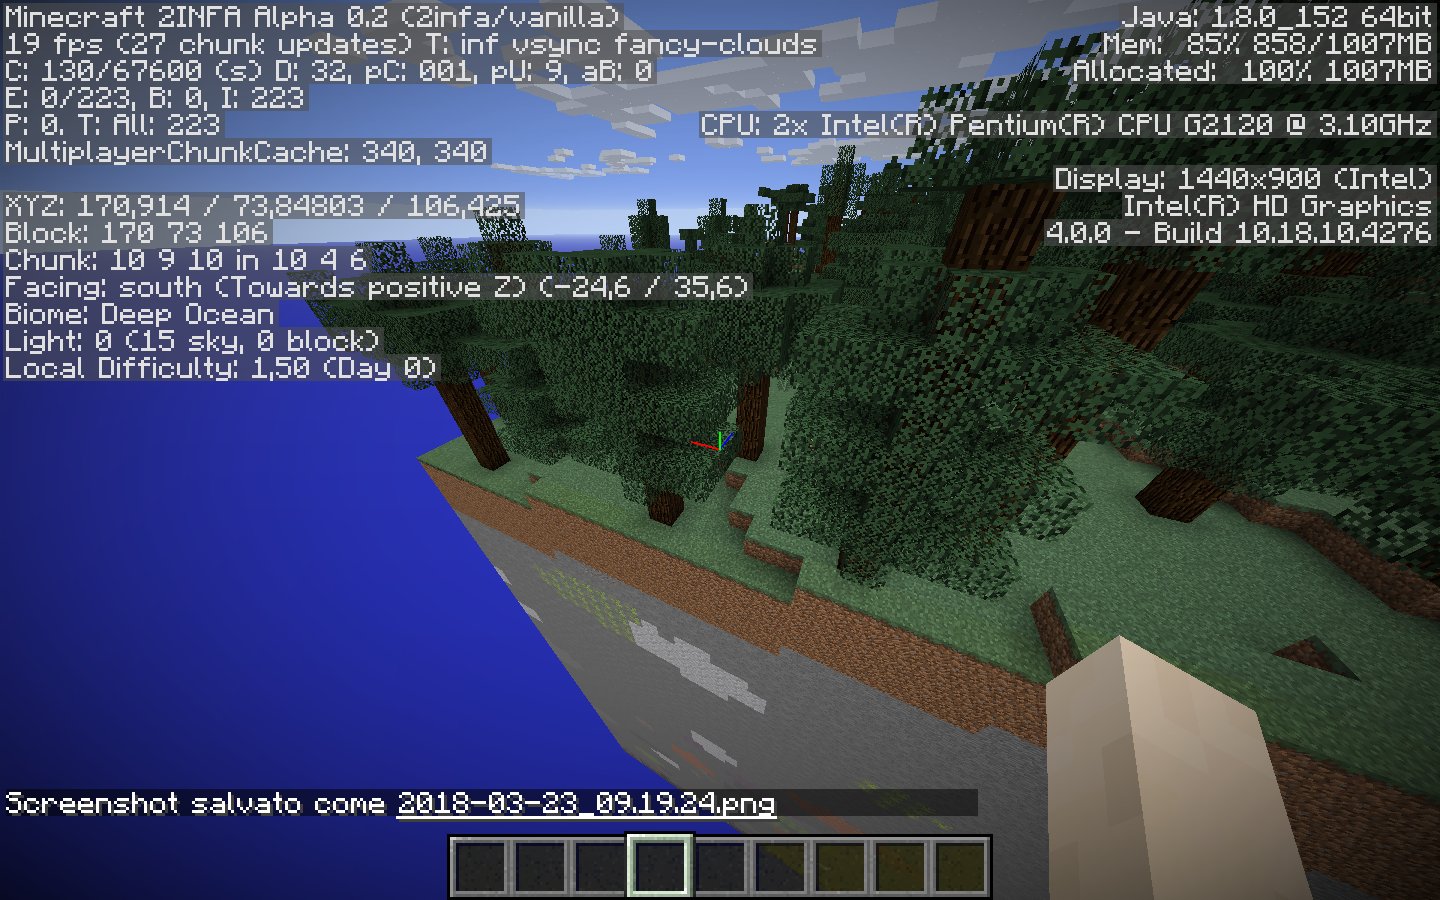 Minecraft 2INFA Alpha 0.2 (2infa/vanilla)
19 fps (27 chunk updates) T: inf vsync fancy-clouds
C: 130/67600 (s) D: 32, pC: 001, pU: 9, aB: 0
E: 0/223, B: 0, I: 223
P: 0. T: All: 223
MultiplayerChunkCache: 340, 340
XYZ: 170,914 / 73,84803 / 106,425
Block: 170 73 106
Chunk: 10 9 10 in 10 4 6
Facing: south (Towards positive Z) (-24,6 / 35,6)
Biome: Deep Ocean
Light: 0 (15 sky, 0 block)
Local Difficulty: 1,50 (Day 0)
Java: 1.8.0_152 64bit
Mem: 85% 858/1007MB
Allocated: 100% 1007MB
CPU: 2x Intel(R) Pentium(R) CPU G2120 @ 3.10GHz
Display: 1440x900 (Intel)
Intel(R) HD Graphics
4.0.0 - Build 10.18.10.4276
Screenshot salvato come 2018-03-23_09.19.24.png